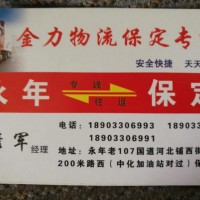 金力物流保定专
安全快捷 天天
永年 专线往返 保定
军 经理
电话: 18903306993 18903
18903306991
地址: 永年老107国道河北铺西街
200米路西（中化加油站对过）保